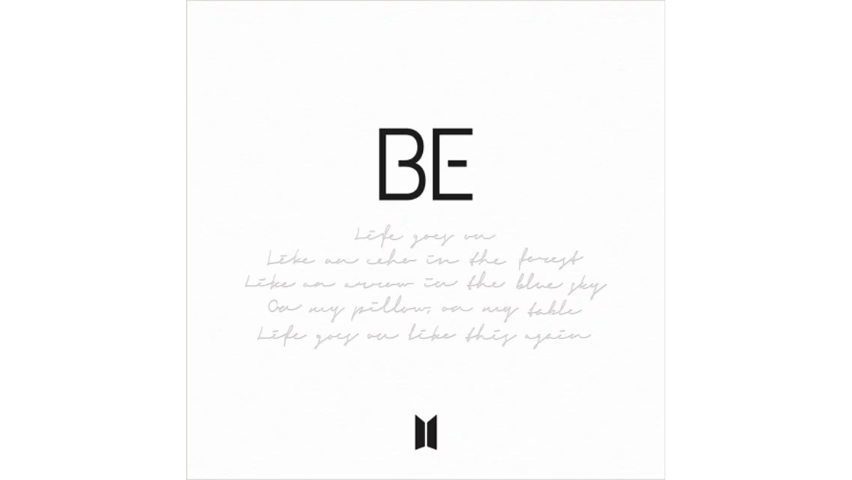 BE
Life goes on
Like an echo in the forest
Like an arrow in the blue sky
On my pillow, on my table
Life goes on like this again